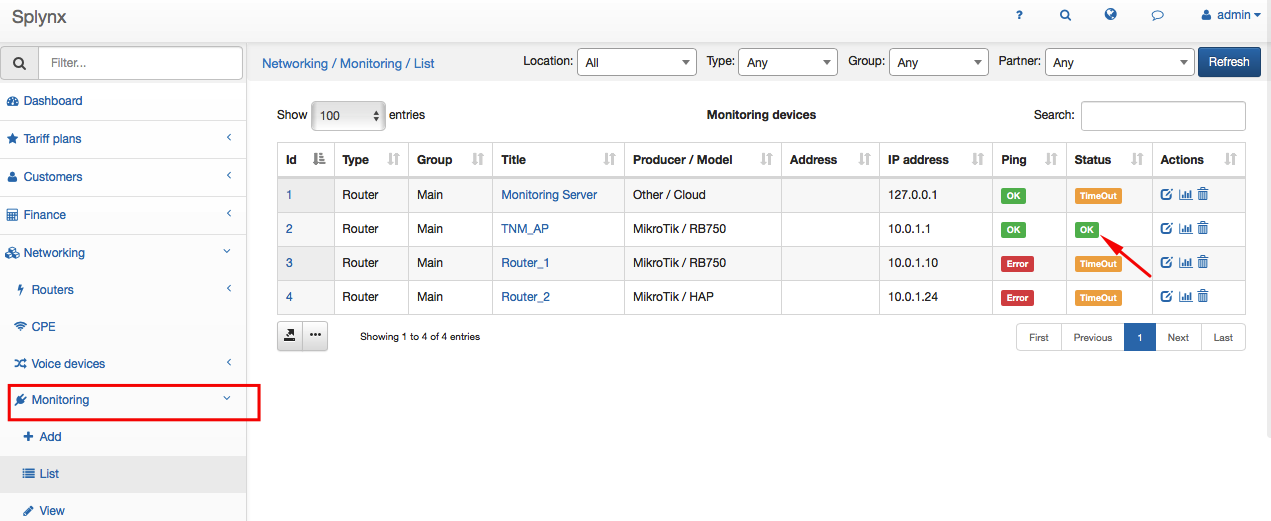 Splynx
?
admin
Filter...
Dashboard
Tariff plans
Customers
Finance
Networking
Routers
CPE
Voice devices
Monitoring
Add
List
View
Networking / Monitoring / List
Location: All Type: Any Group: Any Partner: Any Refresh
Show 100 entries Monitoring devices Search:
Id Type Group Title Producer / Model Address IP address Ping Status Actions
1 Router Main Monitoring Server Other / Cloud 127.0.0.1 OK TimeOut
2 Router Main TNM_AP MikroTik / RB750 10.0.1.1 OK OK
3 Router Main Router_1 MikroTik / RB750 10.0.1.10 Error TimeOut
4 Router Main Router_2 MikroTik / HAP 10.0.1.24 Error TimeOut
Showing 1 to 4 of 4 entries First Previous 1 Next Last